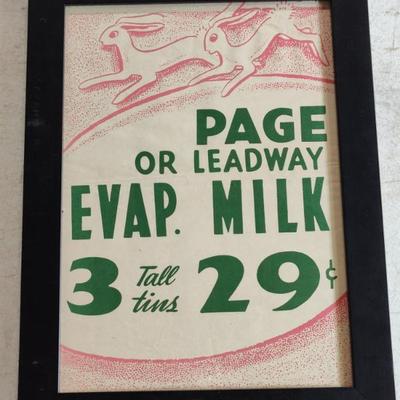 PAGE
OR LEADWAY
EVAP. MILK
3 Tall tins 29¢